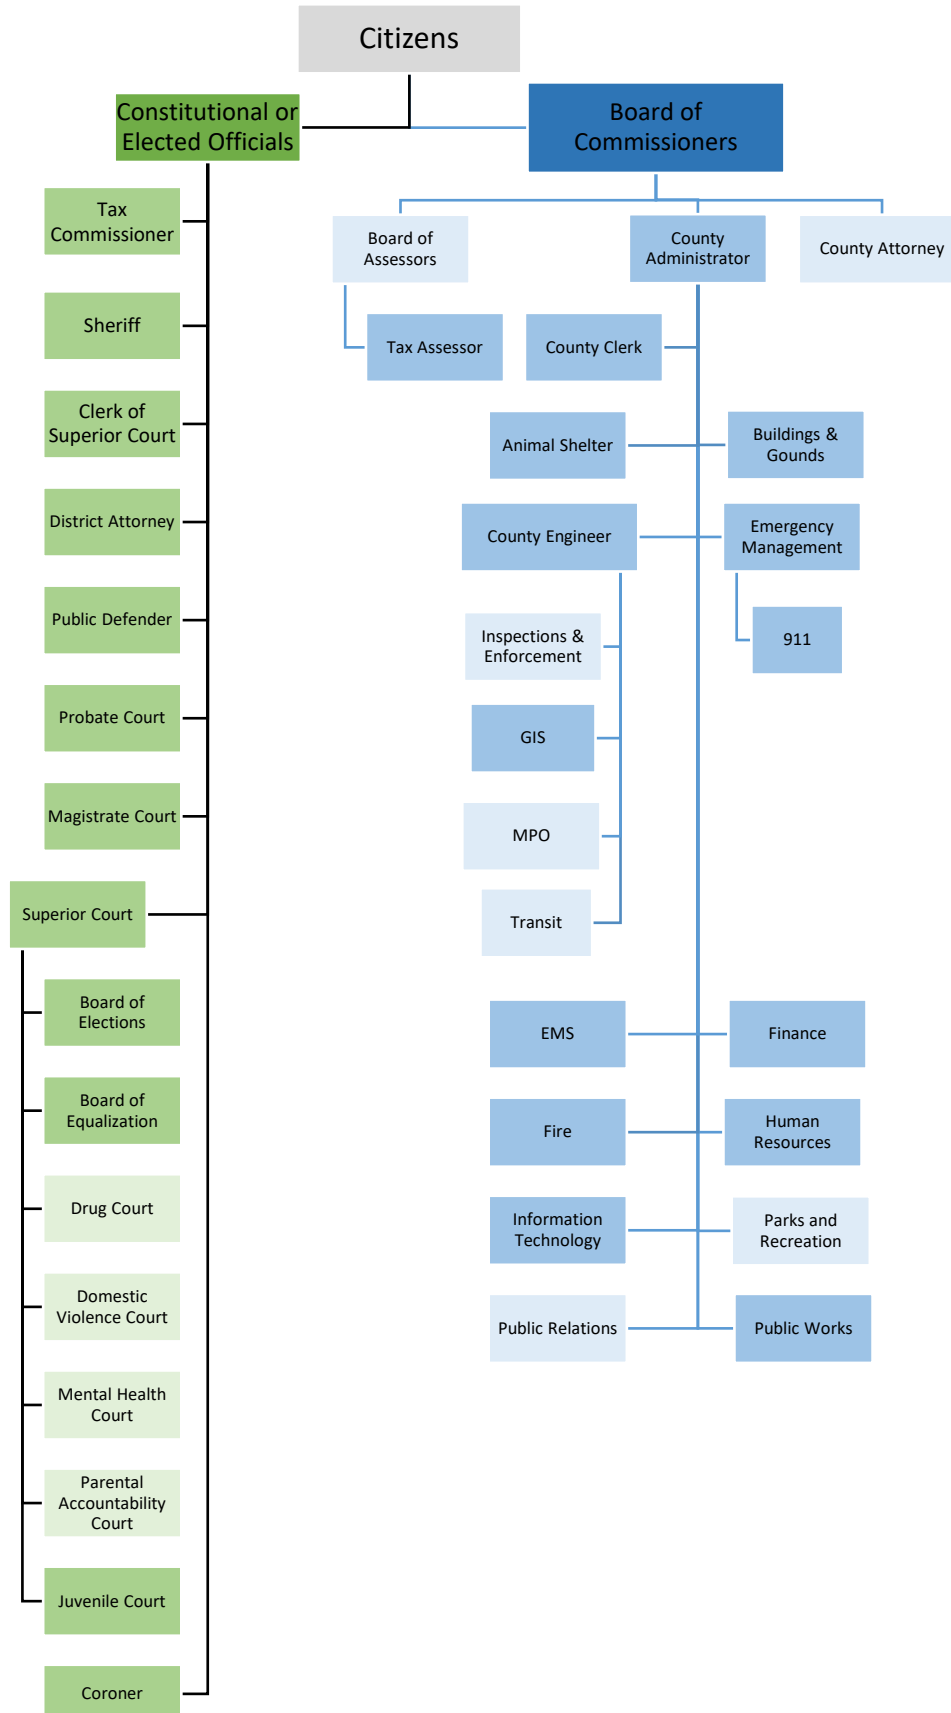 Citizens
Constitutional or
Elected Officials
Board of
Commissioners
Tax
Commissioner
Sheriff
Clerk of
Superior Court
District Attorney
Public Defender
Probate Court
Magistrate Court
Superior Court
Board of
Elections
Board of
Equalization
Drug Court
Domestic
Violence Court
Mental Health
Court
Parental
Accountability
Court
Juvenile Court
Coroner
Board of
Assessors
County
Administrator
County Attorney
Tax Assessor
County Clerk
Animal Shelter
Buildings &
Gounds
County Engineer
Emergency
Management
Inspections &
Enforcement
911
GIS
MPO
Transit
EMS
Finance
Fire
Human
Resources
Information
Technology
Parks and
Recreation
Public Relations
Public Works